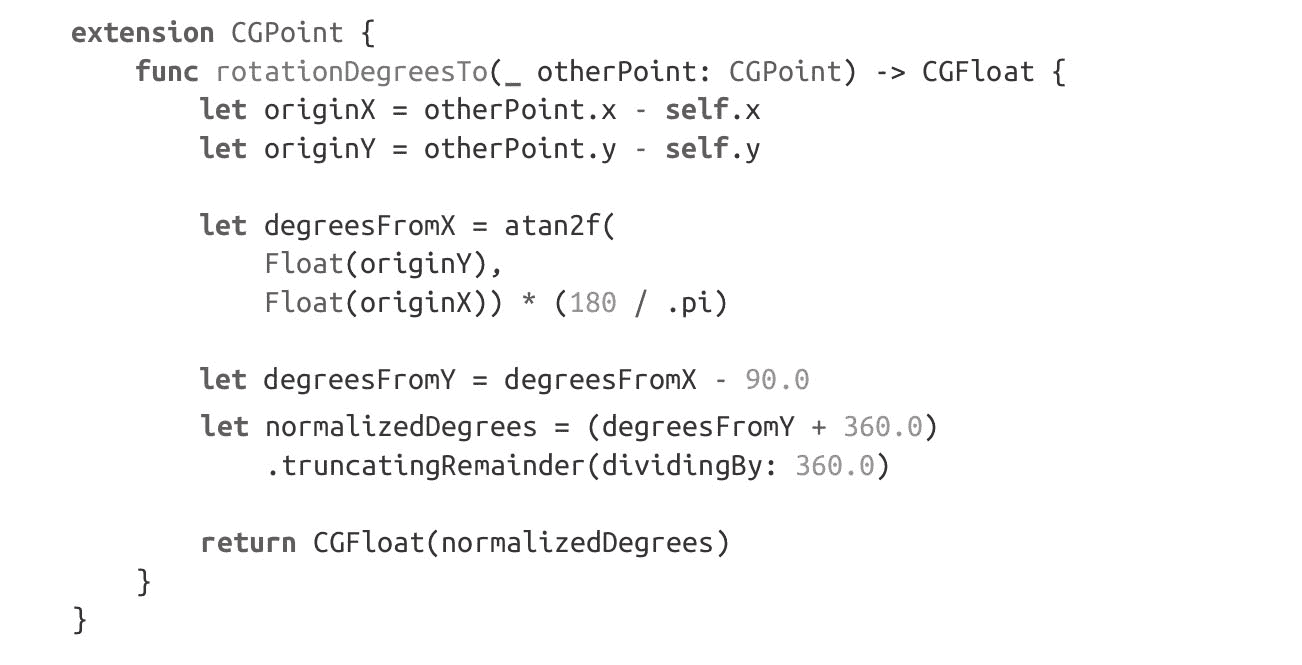 extension CGPoint {
    func rotationDegreesTo(_ otherPoint: CGPoint) -> CGFloat {
        let originX = otherPoint.x - self.x
        let originY = otherPoint.y - self.y

        let degreesFromX = atan2f(
            Float(originY),
            Float(originX)) * (180 / .pi)

        let degreesFromY = degreesFromX - 90.0
        let normalizedDegrees = (degreesFromY + 360.0)
            .truncatingRemainder(dividingBy: 360.0)

        return CGFloat(normalizedDegrees)
    }
}